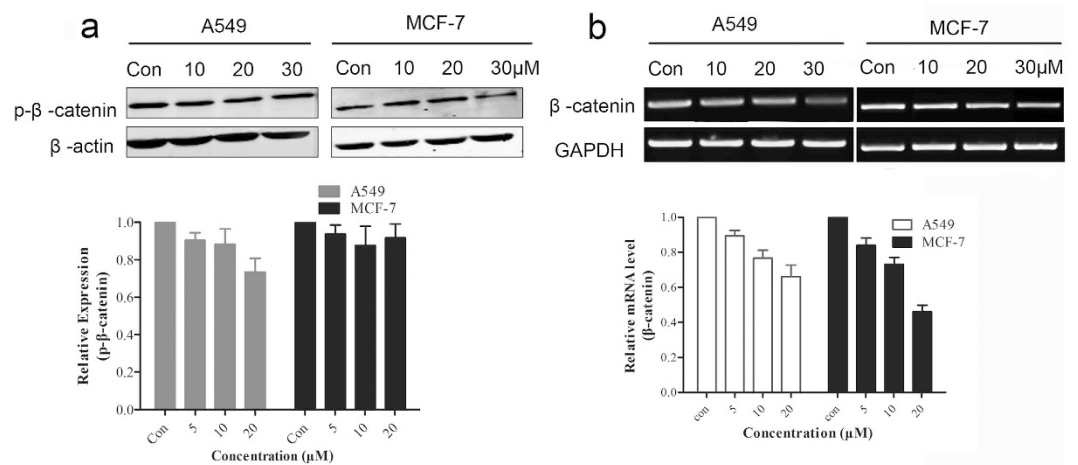 a
A549
MCF-7
Con 10 20 30
Con 10 20 30μM
p-β -catenin
β -actin
A549
MCF-7
Relative Expression
(p-β-catenin)
1.0
0.8
0.6
0.4
0.2
0.0
Con 5 10 20 Con 5 10 20
Concentration (μM)
b
A549
MCF-7
Con 10 20 30
Con 10 20 30μM
β -catenin
GAPDH
A549
MCF-7
Relative mRNA level
(β-catenin)
1.0
0.8
0.6
0.4
0.2
0.0
con 5 10 20 con 5 10 20
Concentration (μM)